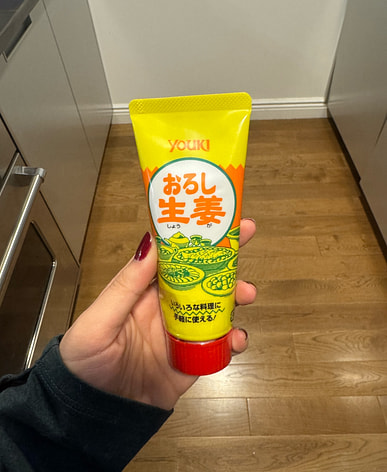 YOUKI
おろし
生姜
しょう が
いろいろな料理に
手軽に使える!